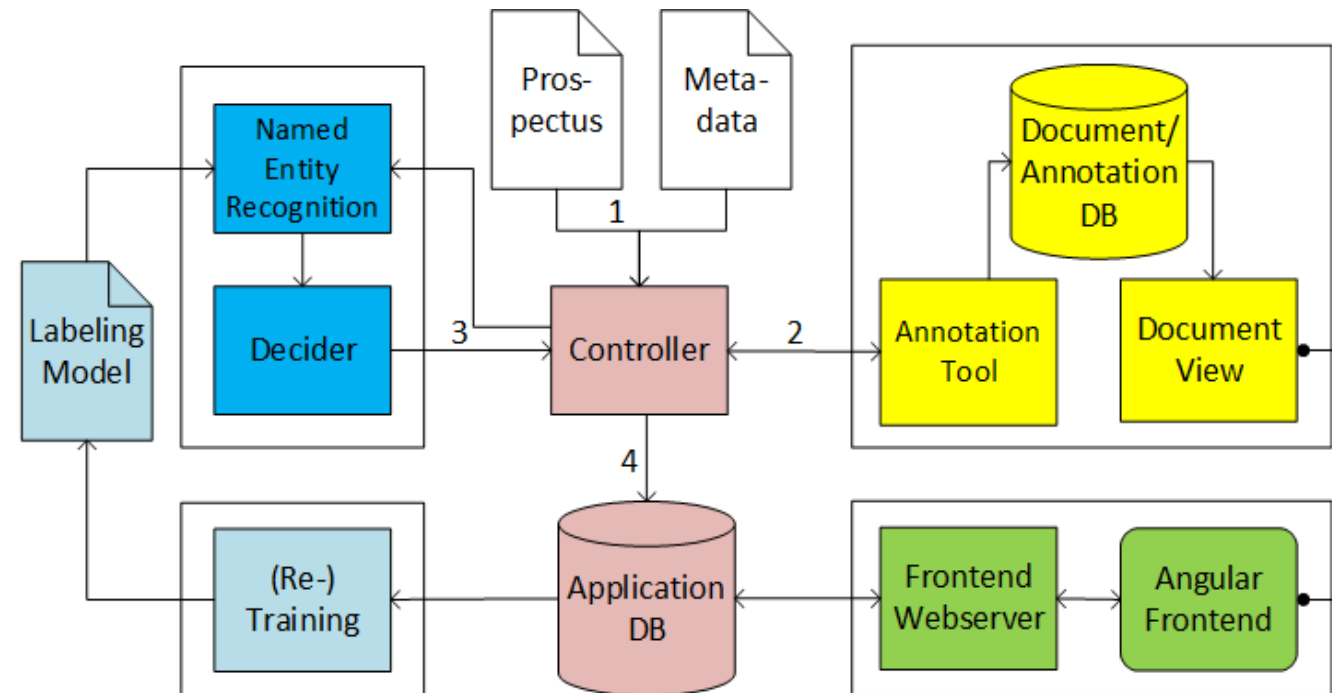 Pros-
pectus
Meta-
data
1
Named
Entity
Recognition
Document/
Annotation
DB
Labeling
Model
Decider
3
Controller
2
Annotation
Tool
Document
View
4
(Re-)
Training
Application
DB
Frontend
Webserver
Angular
Frontend